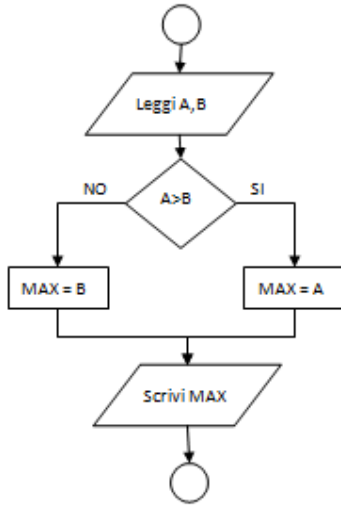 Leggi A,B
A>B
NO
SI
MAX = B
MAX = A
Scrivi MAX